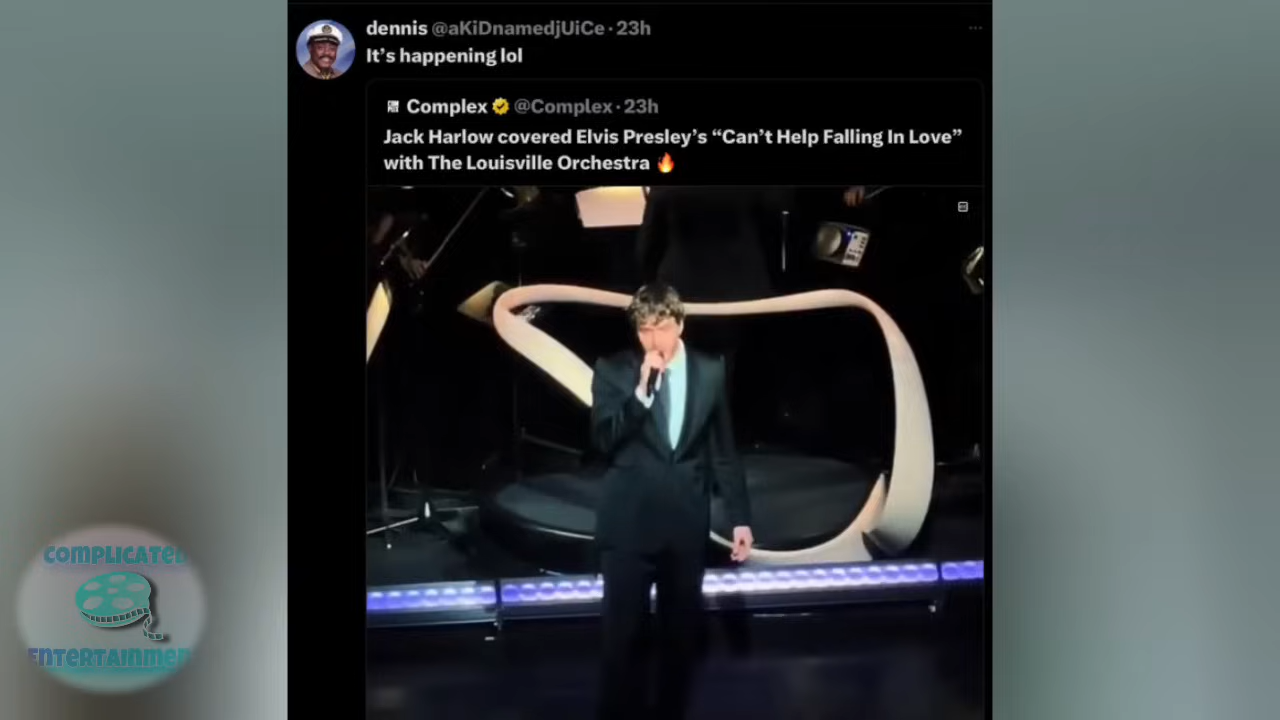 dennis @aKiDnamedjUiCe · 23h
It’s happening lol
Complex @Complex · 23h
Jack Harlow covered Elvis Presley’s “Can’t Help Falling In Love”
with The Louisville Orchestra 🔥
COMPLICATED
ENTERTAINMENT